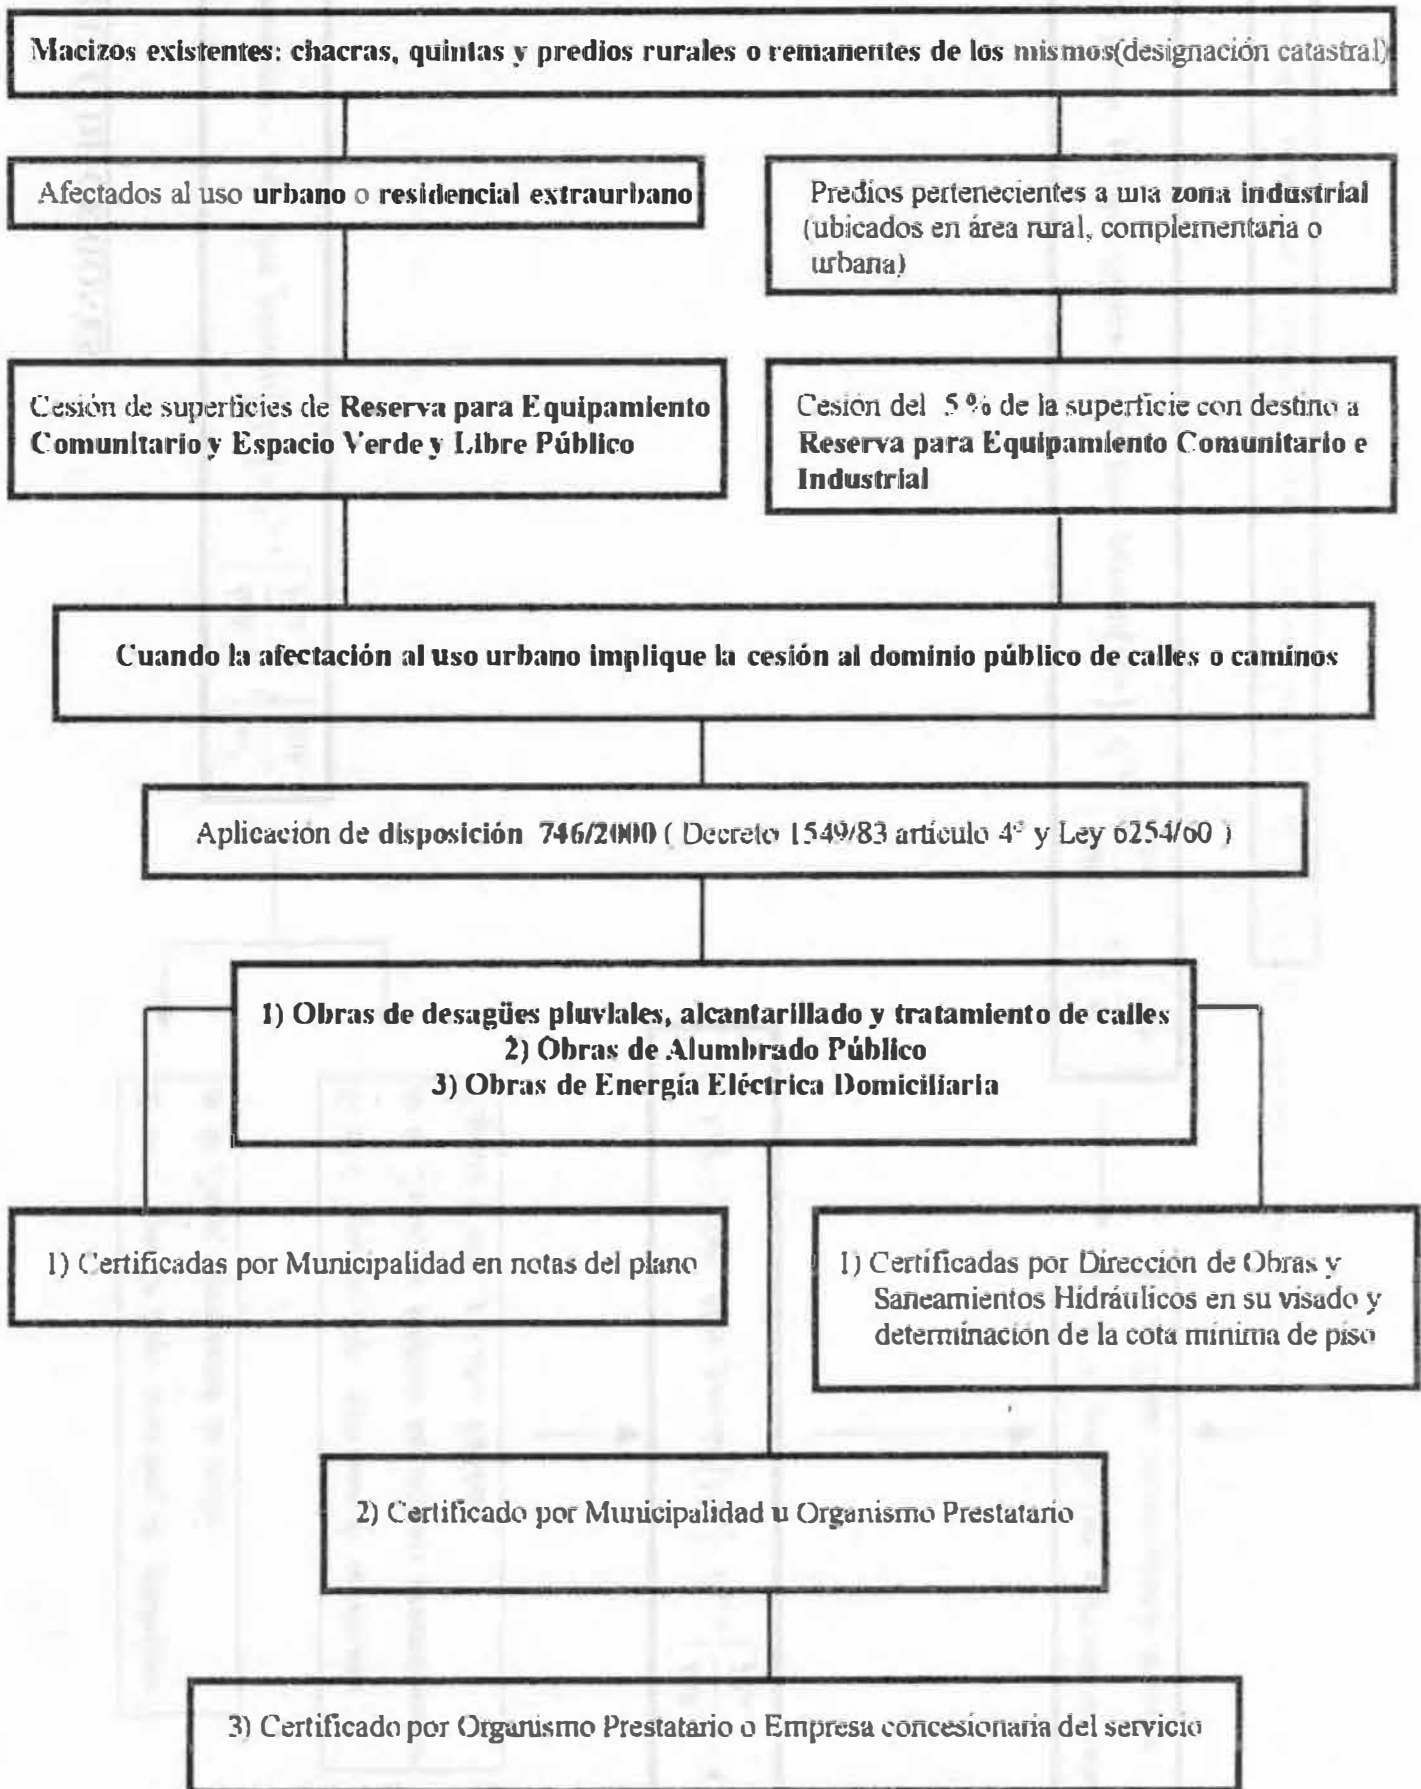 Macizos existentes: chacras, quintas y predios rurales o remanentes de los mismos(designación catastral)
Afectados al uso urbano o residencial extraurbano
Predios pertenecientes a una zona industrial
(ubicados en área rural, complementaria o
urbana)
Cesión de superficies de Reserva para Equipamiento
Comunitario y Espacio Verde y Libre Público
Cesión del 5 % de la superficie con destino a
Reserva para Equipamiento Comunitario e
Industrial
Cuando la afectación al uso urbano implique la cesión al dominio público de calles o caminos
Aplicación de disposición 746/2000 ( Decreto 1549/83 artículo 4º y Ley 6254/60 )
1) Obras de desagües pluviales, alcantarillado y tratamiento de calles
2) Obras de Alumbrado Público
3) Obras de Energía Eléctrica Domiciliaria
1) Certificadas por Municipalidad en notas del plano
1) Certificadas por Dirección de Obras y
Saneamientos Hidráulicos en su visado y
determinación de la cota mínima de piso
2) Certificado por Municipalidad u Organismo Prestatario
3) Certificado por Organismo Prestatario o Empresa concesionaria del servicio